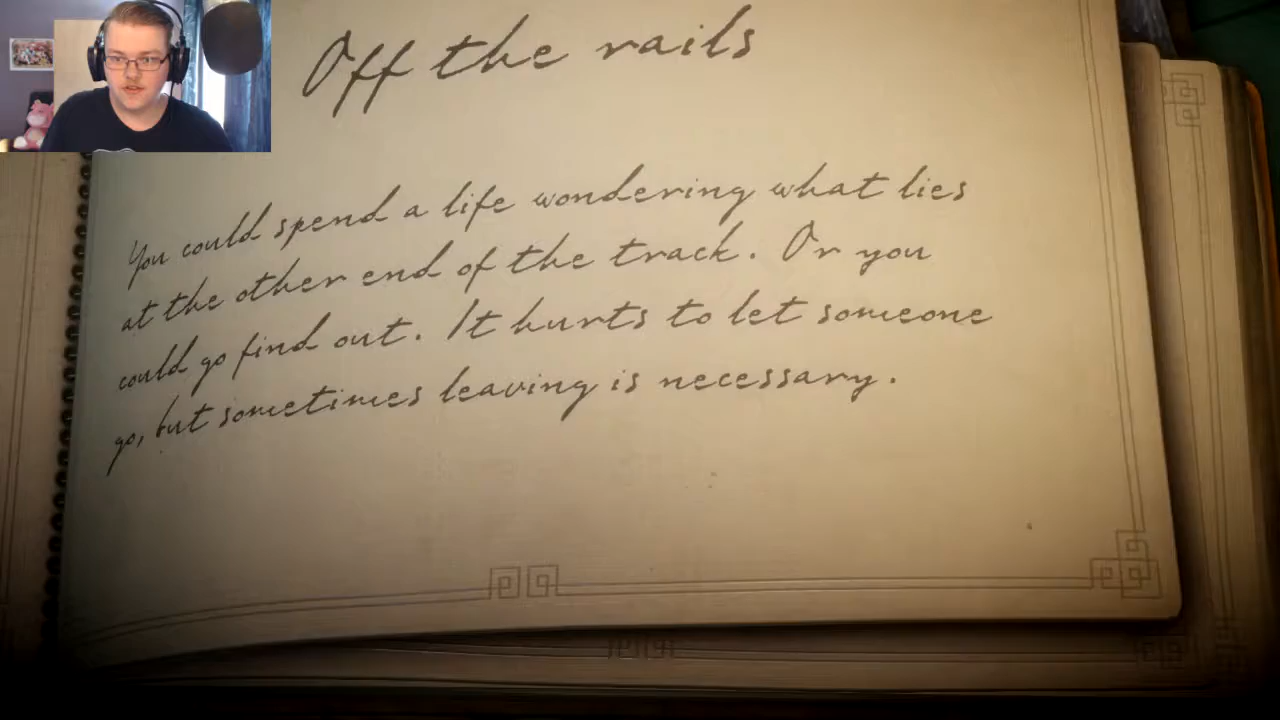 Off the rails
You could spend a life wondering what lies
at the other end of the track. Or you
could go find out. It hurts to let someone
go, but sometimes leaving is necessary.